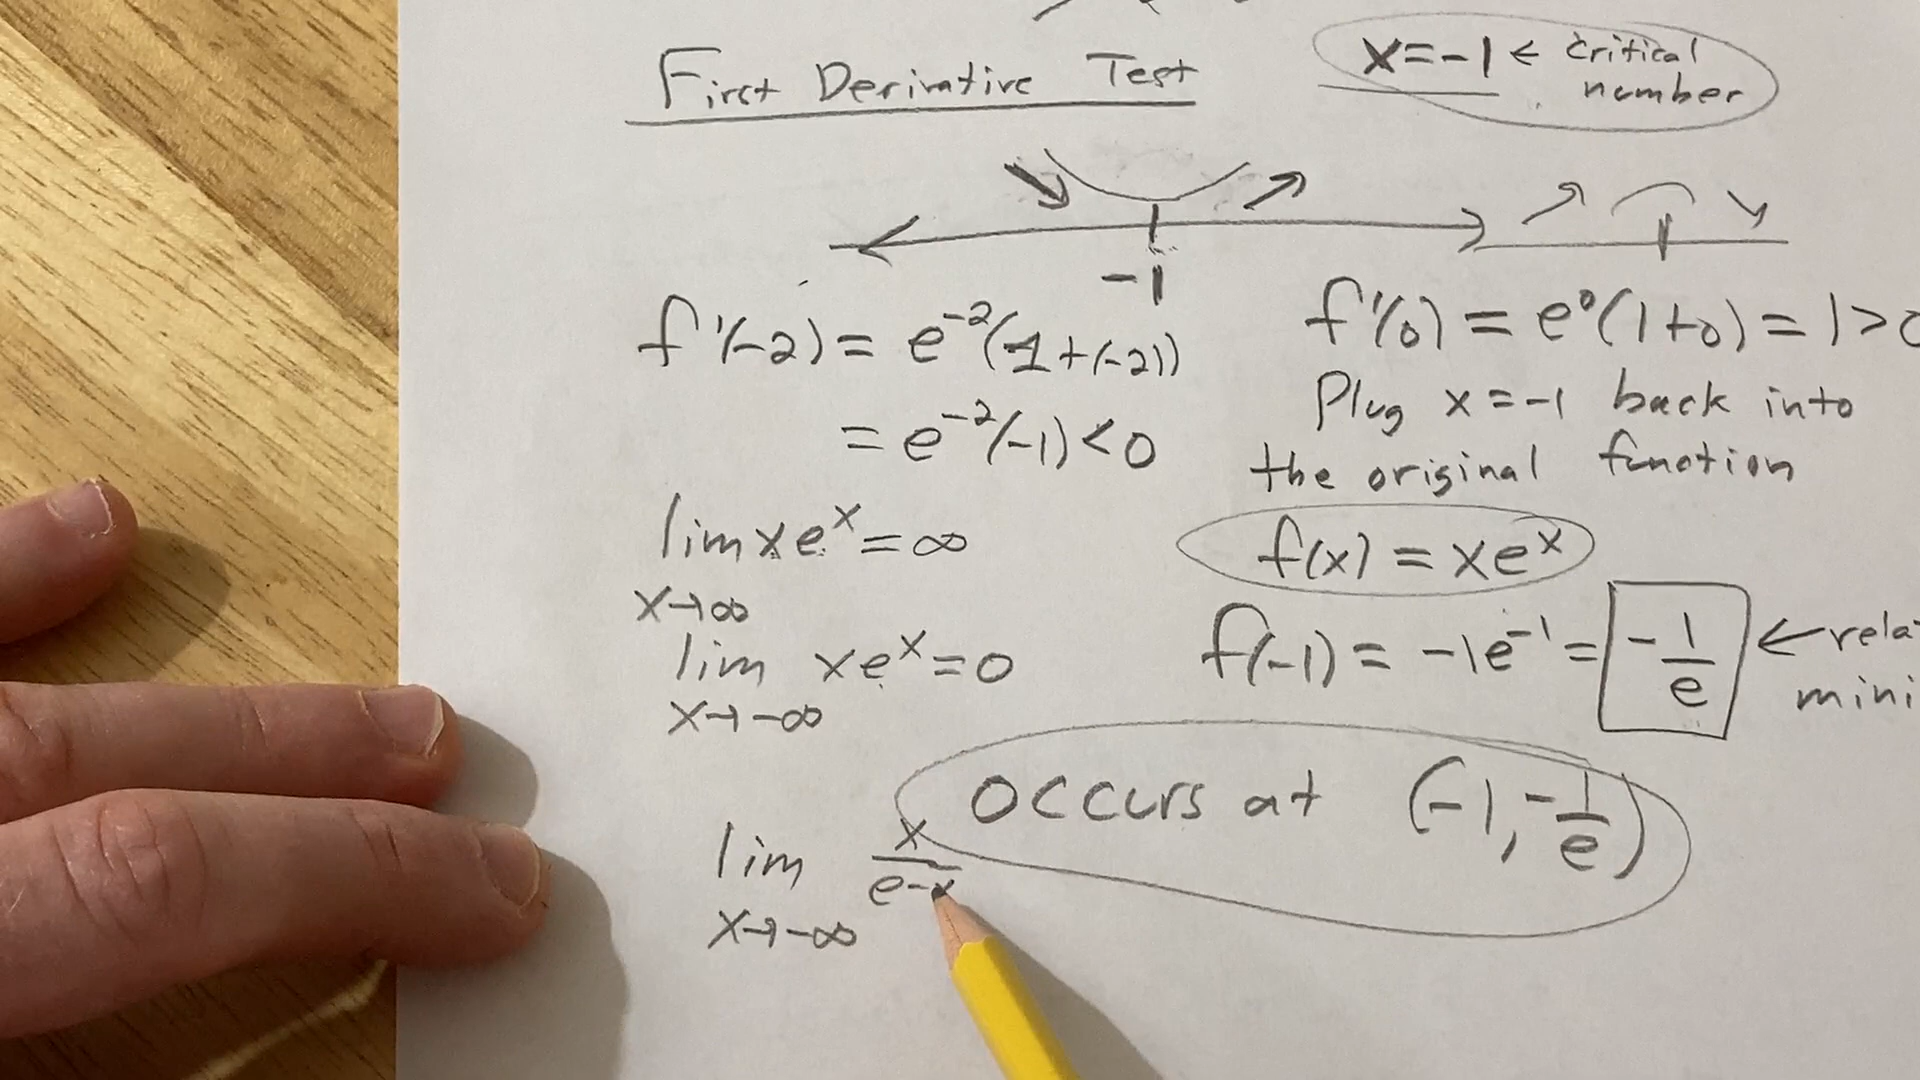 First Derivative Test
x=-1 ← critical number
-1
f'(-2) = e^-2(1+(-2))
= e^-2(-1) < 0
f'(0) = e^0(1+0) = 1 >
Plug x=-1 back into
the original function
lim xe^x = ∞
x→∞
lim xe^x = 0
x→-∞
f(x) = xe^x
f(-1) = -1e^-1 = -1/e ←
occurs at (-1, -1/e)
lim x/e^-x
x→-∞